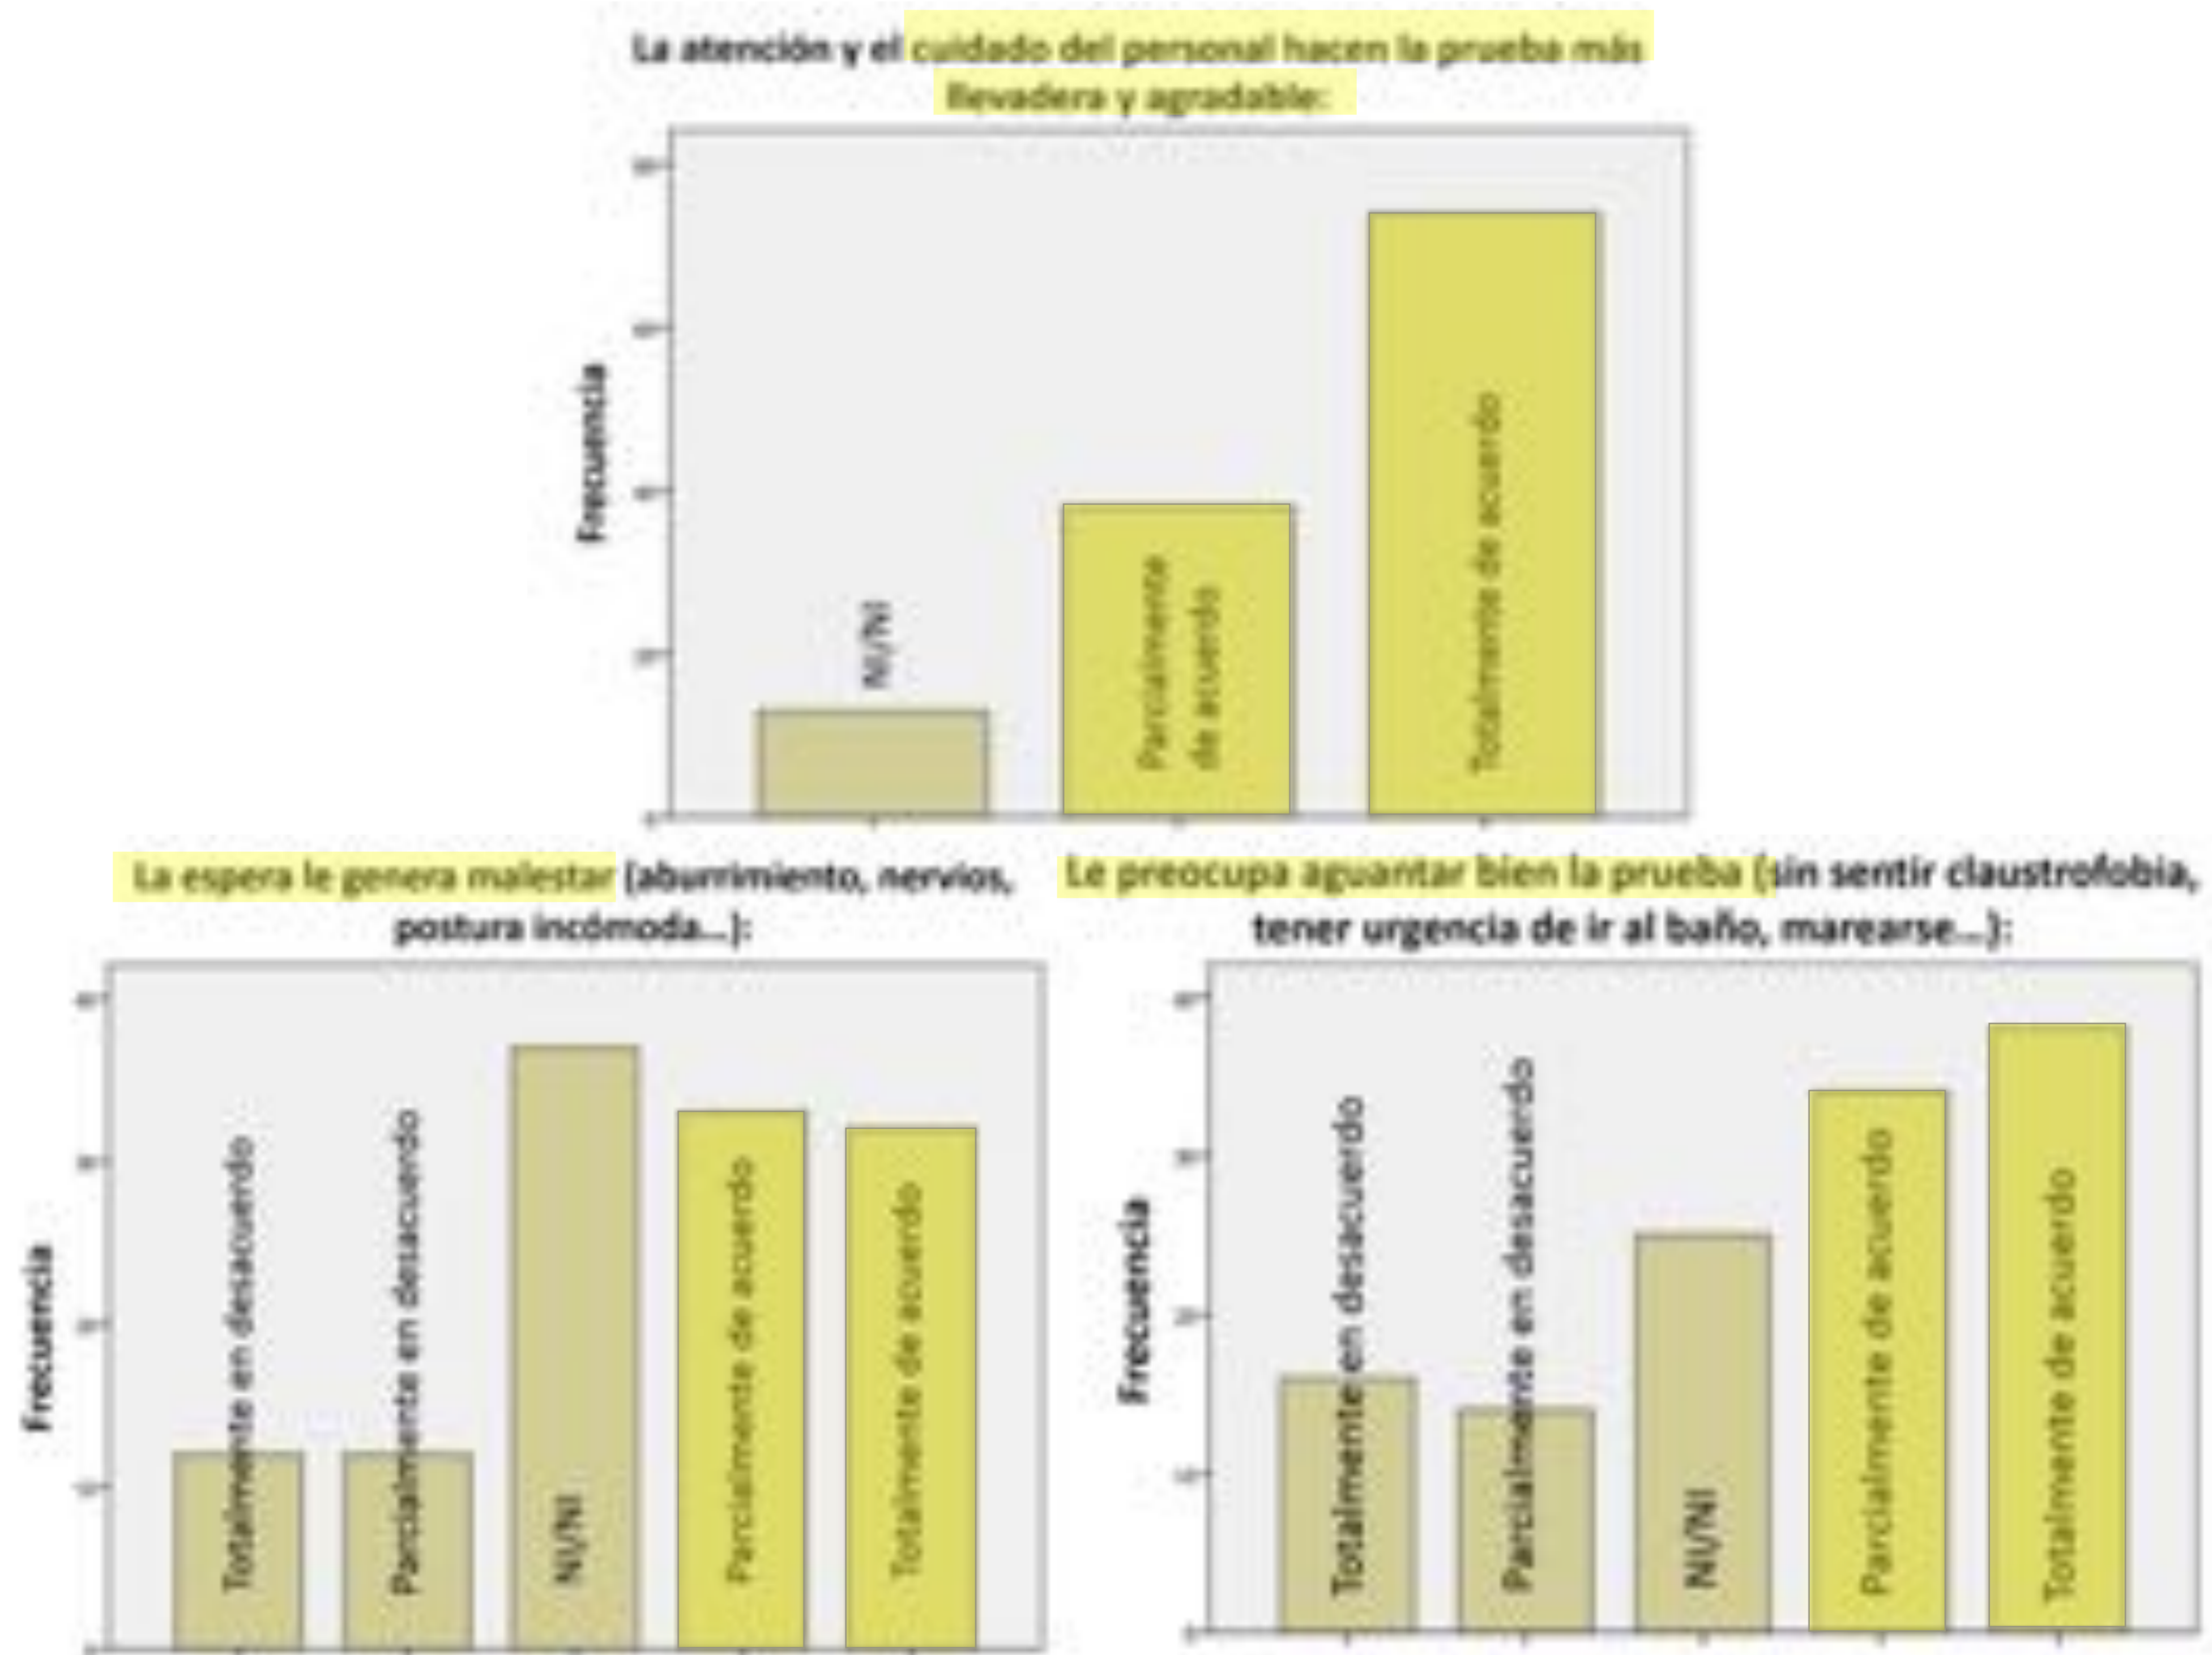 La atención y el cuidado del personal hacen la prueba más
llevadera y agradable:
Frecuencia
NI/NI
Parcialmente
de acuerdo
Totalmente de acuerdo
La espera le genera malestar (aburrimiento, nervios,
postura incómoda...):
Frecuencia
Totalmente en desacuerdo
Parcialmente en desacuerdo
NI/NI
Parcialmente de acuerdo
Totalmente de acuerdo
Le preocupa aguantar bien la prueba (sin sentir claustrofobia,
tener urgencia de ir al baño, marearse...):
Frecuencia
Totalmente en desacuerdo
Parcialmente en desacuerdo
NI/NI
Parcialmente de acuerdo
Totalmente de acuerdo